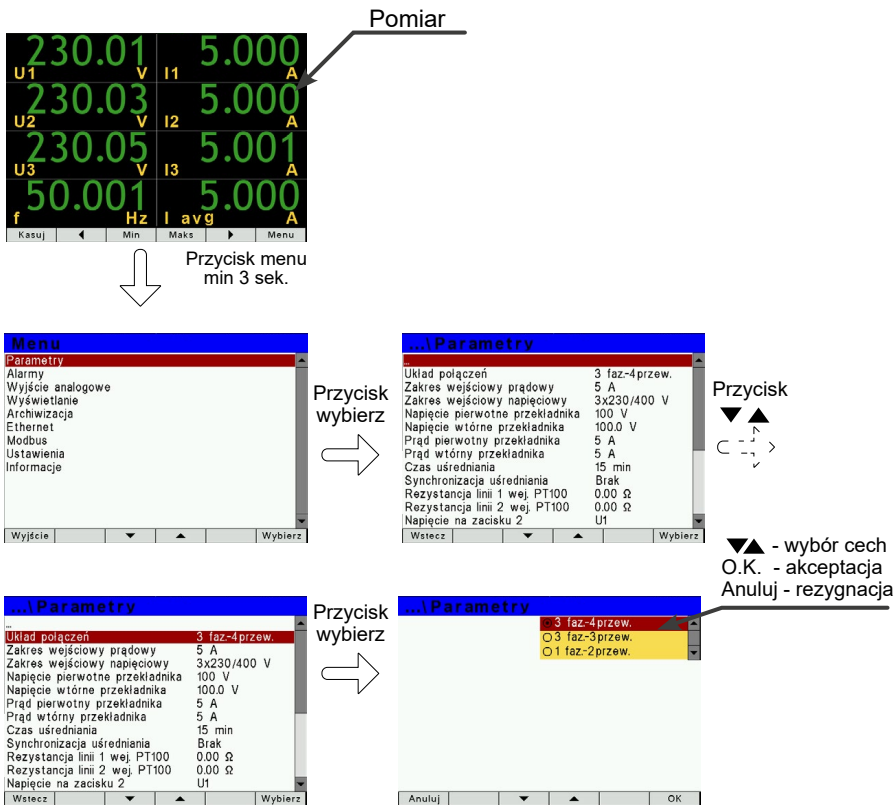 Pomiar
230.01 5.000
U1 V I1 A
230.03 5.000
U2 V I2 A
230.05 5.001
U3 V I3 A
50.001 5.000
f Hz I avg A
Kasuj Min Maks Menu
Przycisk menu
min 3 sek.
Menu
Parametry
Alarmy
Wyjście analogowe
Wyświetlanie
Archiwizacja
Ethernet
Modbus
Ustawienia
Informacje
Wyjście ▼ ▲ Wybierz
Przycisk
wybierz
...\Parametry
..
Układ połączeń 3 faz.-4przew.
Zakres wejściowy prądowy 5 A
Zakres wejściowy napięciowy 3x230/400 V
Napięcie pierwotne przekładnika 100 V
Napięcie wtórne przekładnika 100.0 V
Prąd pierwotny przekładnika 5 A
Prąd wtórny przekładnika 5 A
Czas uśredniania 15 min
Synchronizacja uśredniania Brak
Rezystancja linii 1 wej. PT100 0.00 Ω
Rezystancja linii 2 wej. PT100 0.00 Ω
Napięcie na zacisku 2 U1
Wstecz ▼ ▲ Wybierz
Przycisk
▼ ▲
...\Parametry
..
Układ połączeń 3 faz.-4przew.
Zakres wejściowy prądowy 5 A
Zakres wejściowy napięciowy 3x230/400 V
Napięcie pierwotne przekładnika 100 V
Napięcie wtórne przekładnika 100.0 V
Prąd pierwotny przekładnika 5 A
Prąd wtórny przekładnika 5 A
Czas uśredniania 15 min
Synchronizacja uśredniania Brak
Rezystancja linii 1 wej. PT100 0.00 Ω
Rezystancja linii 2 wej. PT100 0.00 Ω
Napięcie na zacisku 2 U1
Wstecz ▼ ▲ Wybierz
Przycisk
wybierz
...\Parametry
3 faz.-4przew.
3 faz.-3przew.
1 faz.-2przew.
Anuluj ▼ ▲ OK
▼▲ - wybór cech
O.K. - akceptacja
Anuluj - rezygnacja